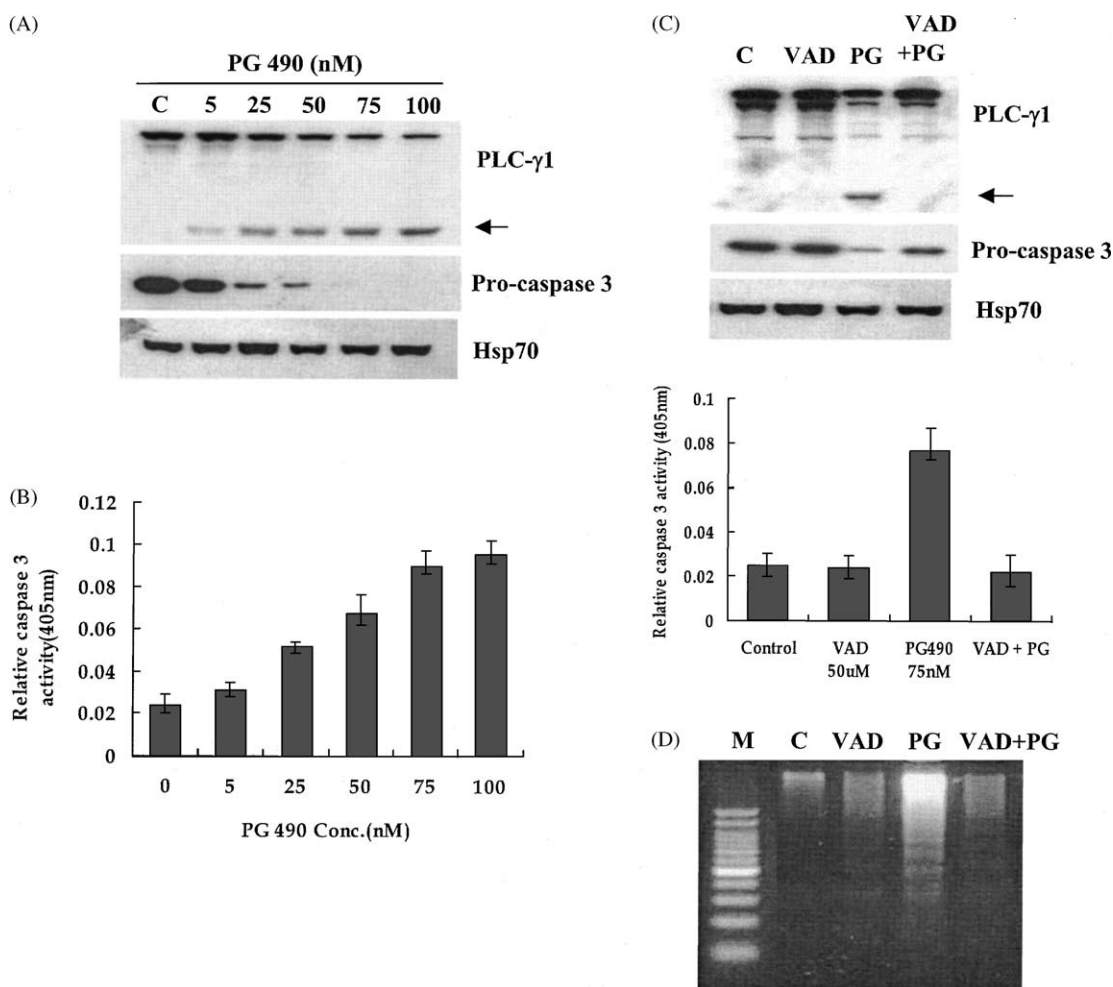 (A)
PG 490 (nM)
C 5 25 50 75 100
PLC-γ1
Pro-caspase 3
Hsp70
(B)
0.12
0.1
0.08
0.06
0.04
0.02
0
Relative caspase 3
activity(405nm)
0 5 25 50 75 100
PG 490 Conc.(nM)
(C)
VAD
C VAD PG +PG
PLC-γ1
Pro-caspase 3
Hsp70
0.1
0.08
0.06
0.04
0.02
0
Relative caspase 3 activity (405nm)
Control VAD PG490 VAD + PG
50uM 75nM
(D)
M C VAD PG VAD+PG